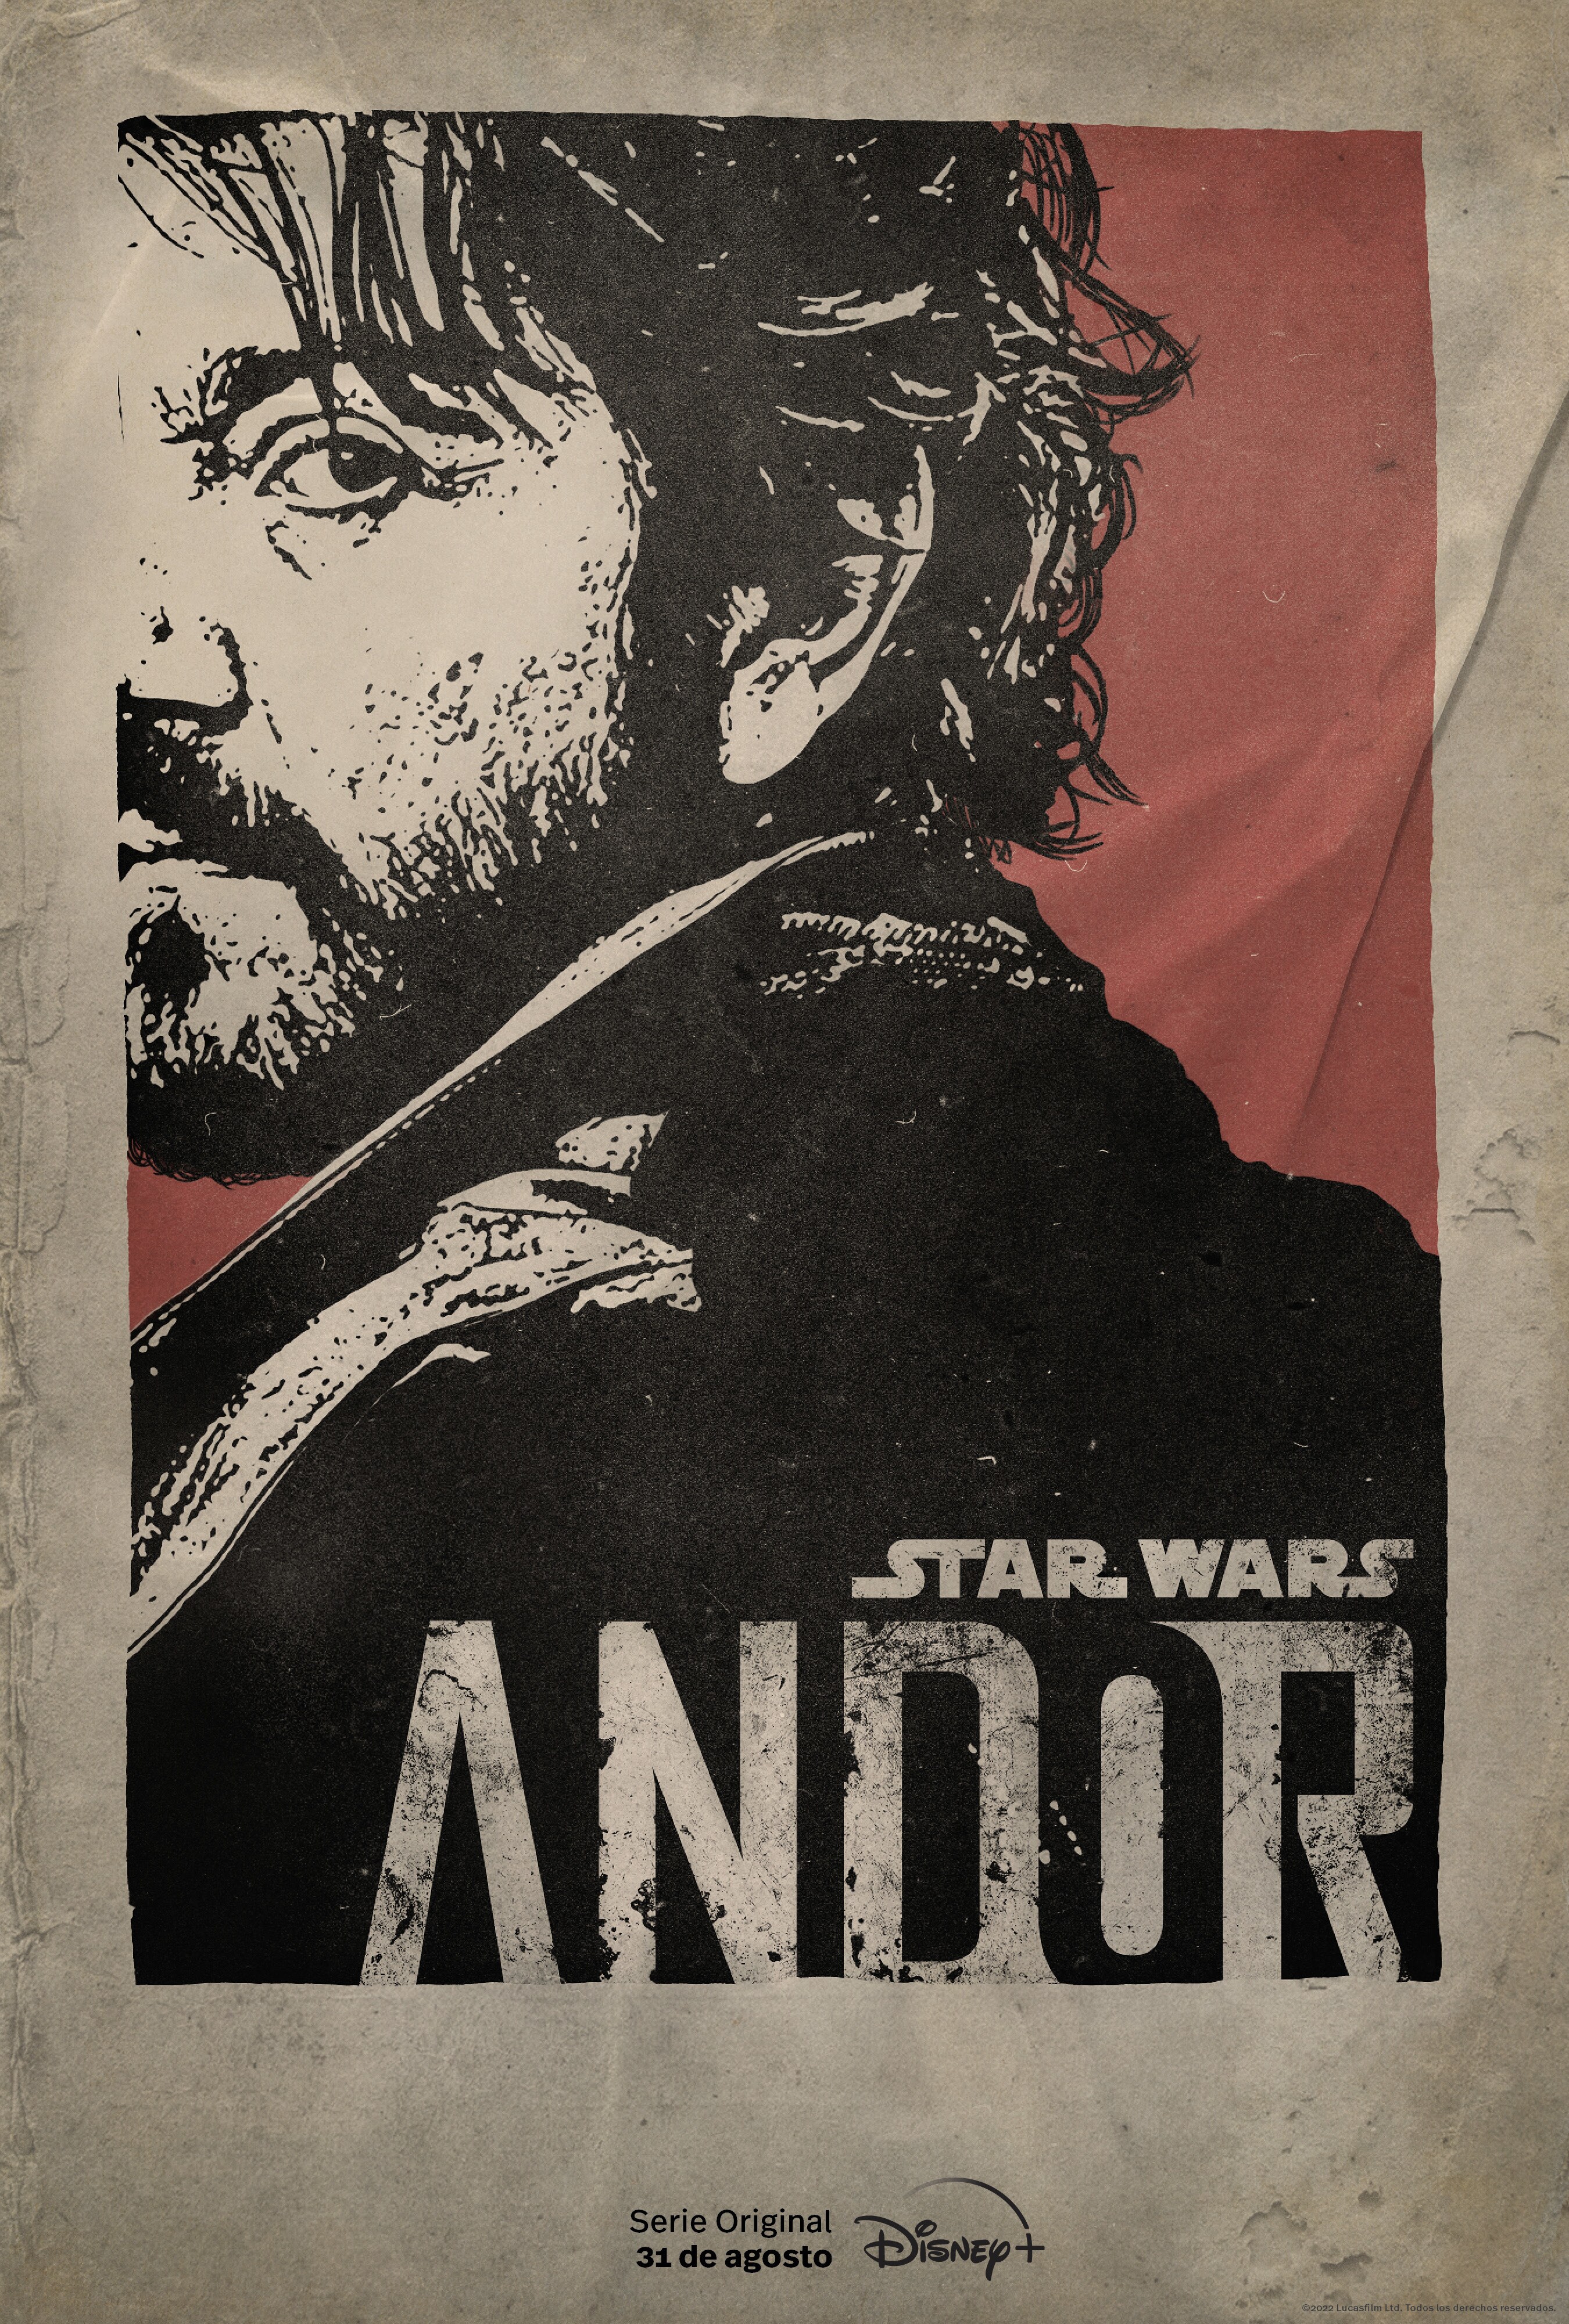 STAR WARS
ANDOR
Serie Original
31 de agosto
Disney+
©2022 Lucasfilm Ltd. Todos los derechos reservados.